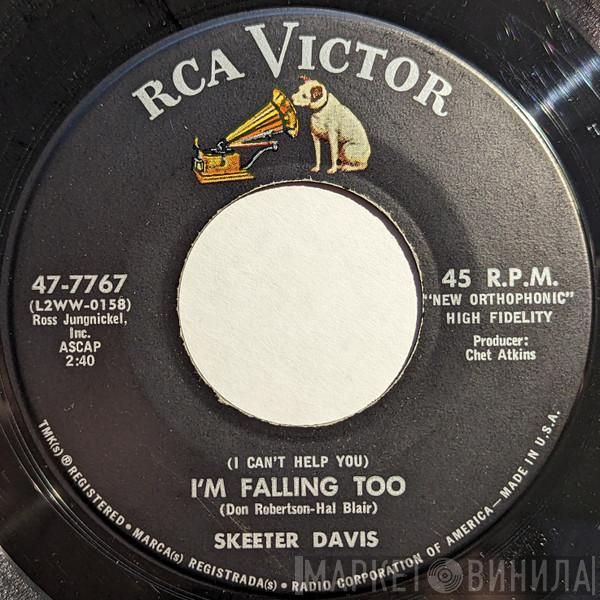 RCA VICTOR
47-7767
(L2WW-0158)
Ross Jungnickel,
Inc.
ASCAP
2:40
45 R.P.M.
"NEW ORTHOPHONIC"
HIGH FIDELITY
Producer:
Chet Atkins
(I CAN'T HELP YOU)
I'M FALLING TOO
(Don Robertson-Hal Blair)
SKEETER DAVIS
TMK(s) ® REGISTERED • MARCA(s) REGISTRADA(s) • RADIO CORPORATION OF AMERICA—MADE IN U.S.A.
МАРКЕТ ВИНИЛА